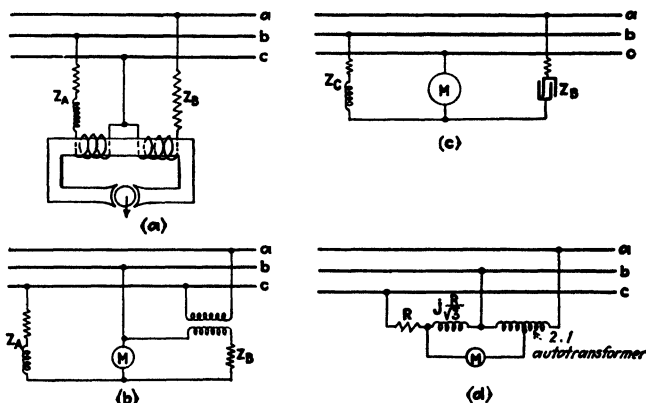 a
b
c
Z_A
Z_B
(a)
a
b
o
Z_C
M
Z_B
(c)
a
b
c
Z_A
M
Z_B
(b)
a
b
c
R
j R/√3
M
2.1
autotransformer
(d)